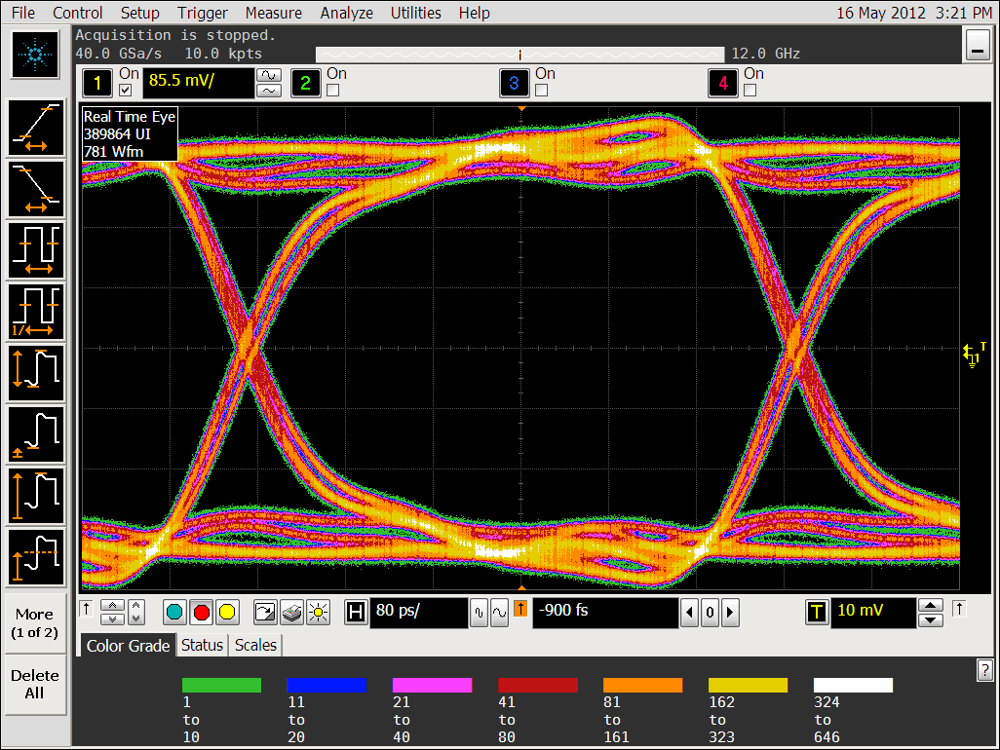 File Control Setup Trigger Measure Analyze Utilities Help 16 May 2012 3:21 PM
Acquisition is stopped.
40.0 GSa/s 10.0 kpts 12.0 GHz
1 On 85.5 mV/ 2 On 3 On 4 On
Real Time Eye
389864 UI
781 Wfm
T
1
1/
H 80 ps/ -900 fs 0 T 10 mV
More
(1 of 2)
Delete
All
Color Grade Status Scales
?
1 11 21 41 81 162 324
to to to to to to to
10 20 40 80 161 323 646